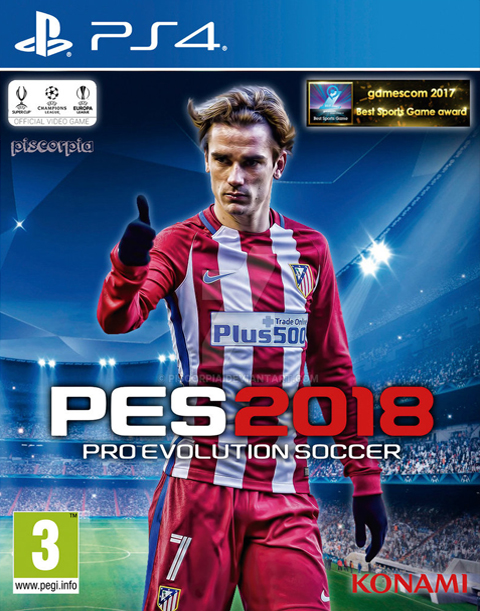 PS4
SUPERCUP
CHAMPIONS LEAGUE
EUROPA LEAGUE
OFFICIAL VIDEO GAME
piscorpia
gamescom 2017
Best Sports Game award
Best Sports Game
Trade Online
Plus500
PES2018
PRO EVOLUTION SOCCER
7
3
www.pegi.info
KONAMI